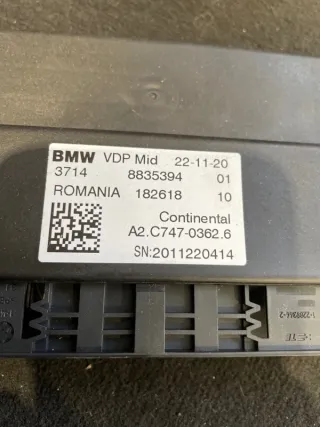 BMW VDP Mid 22-11-20
3714 8835394 01
ROMANIA 182618 10
Continental
A2.C747-0362.6
SN:2011220414